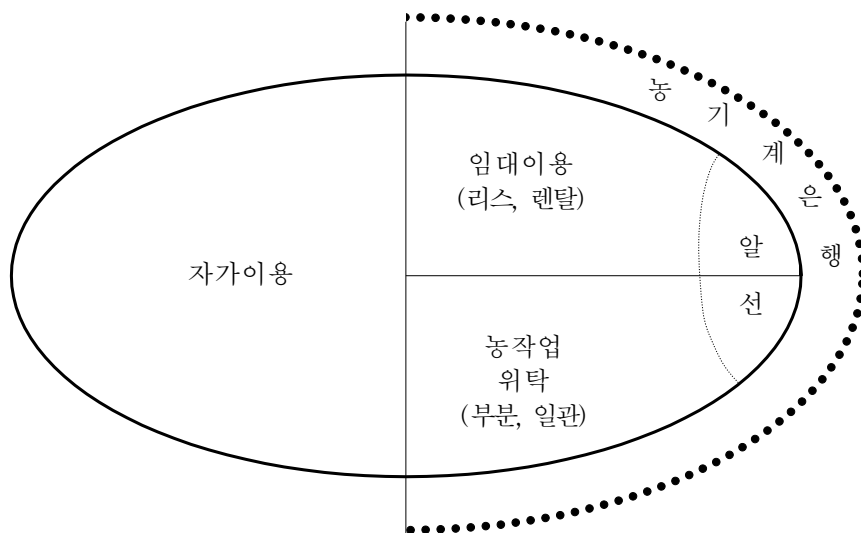 농기계은행
임대이용
(리스, 렌탈)
자가이용
알선
농작업
위탁
(부분, 일관)